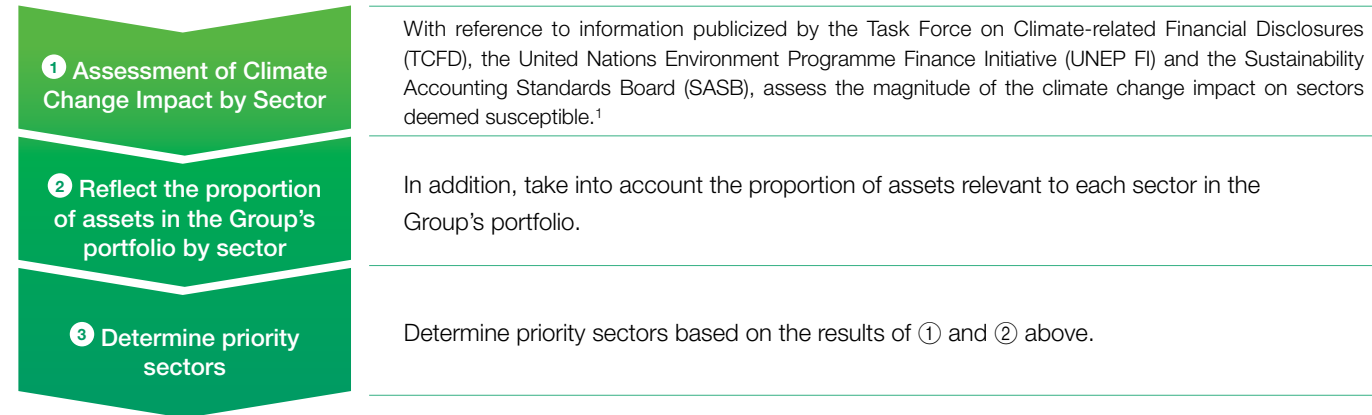 ① Assessment of Climate
Change Impact by Sector
With reference to information publicized by the Task Force on Climate-related Financial Disclosures
(TCFD), the United Nations Environment Programme Finance Initiative (UNEP FI) and the Sustainability
Accounting Standards Board (SASB), assess the magnitude of the climate change impact on sectors
deemed susceptible.¹
② Reflect the proportion
of assets in the Group’s
portfolio by sector
In addition, take into account the proportion of assets relevant to each sector in the
Group’s portfolio.
③ Determine priority
sectors
Determine priority sectors based on the results of ① and ② above.